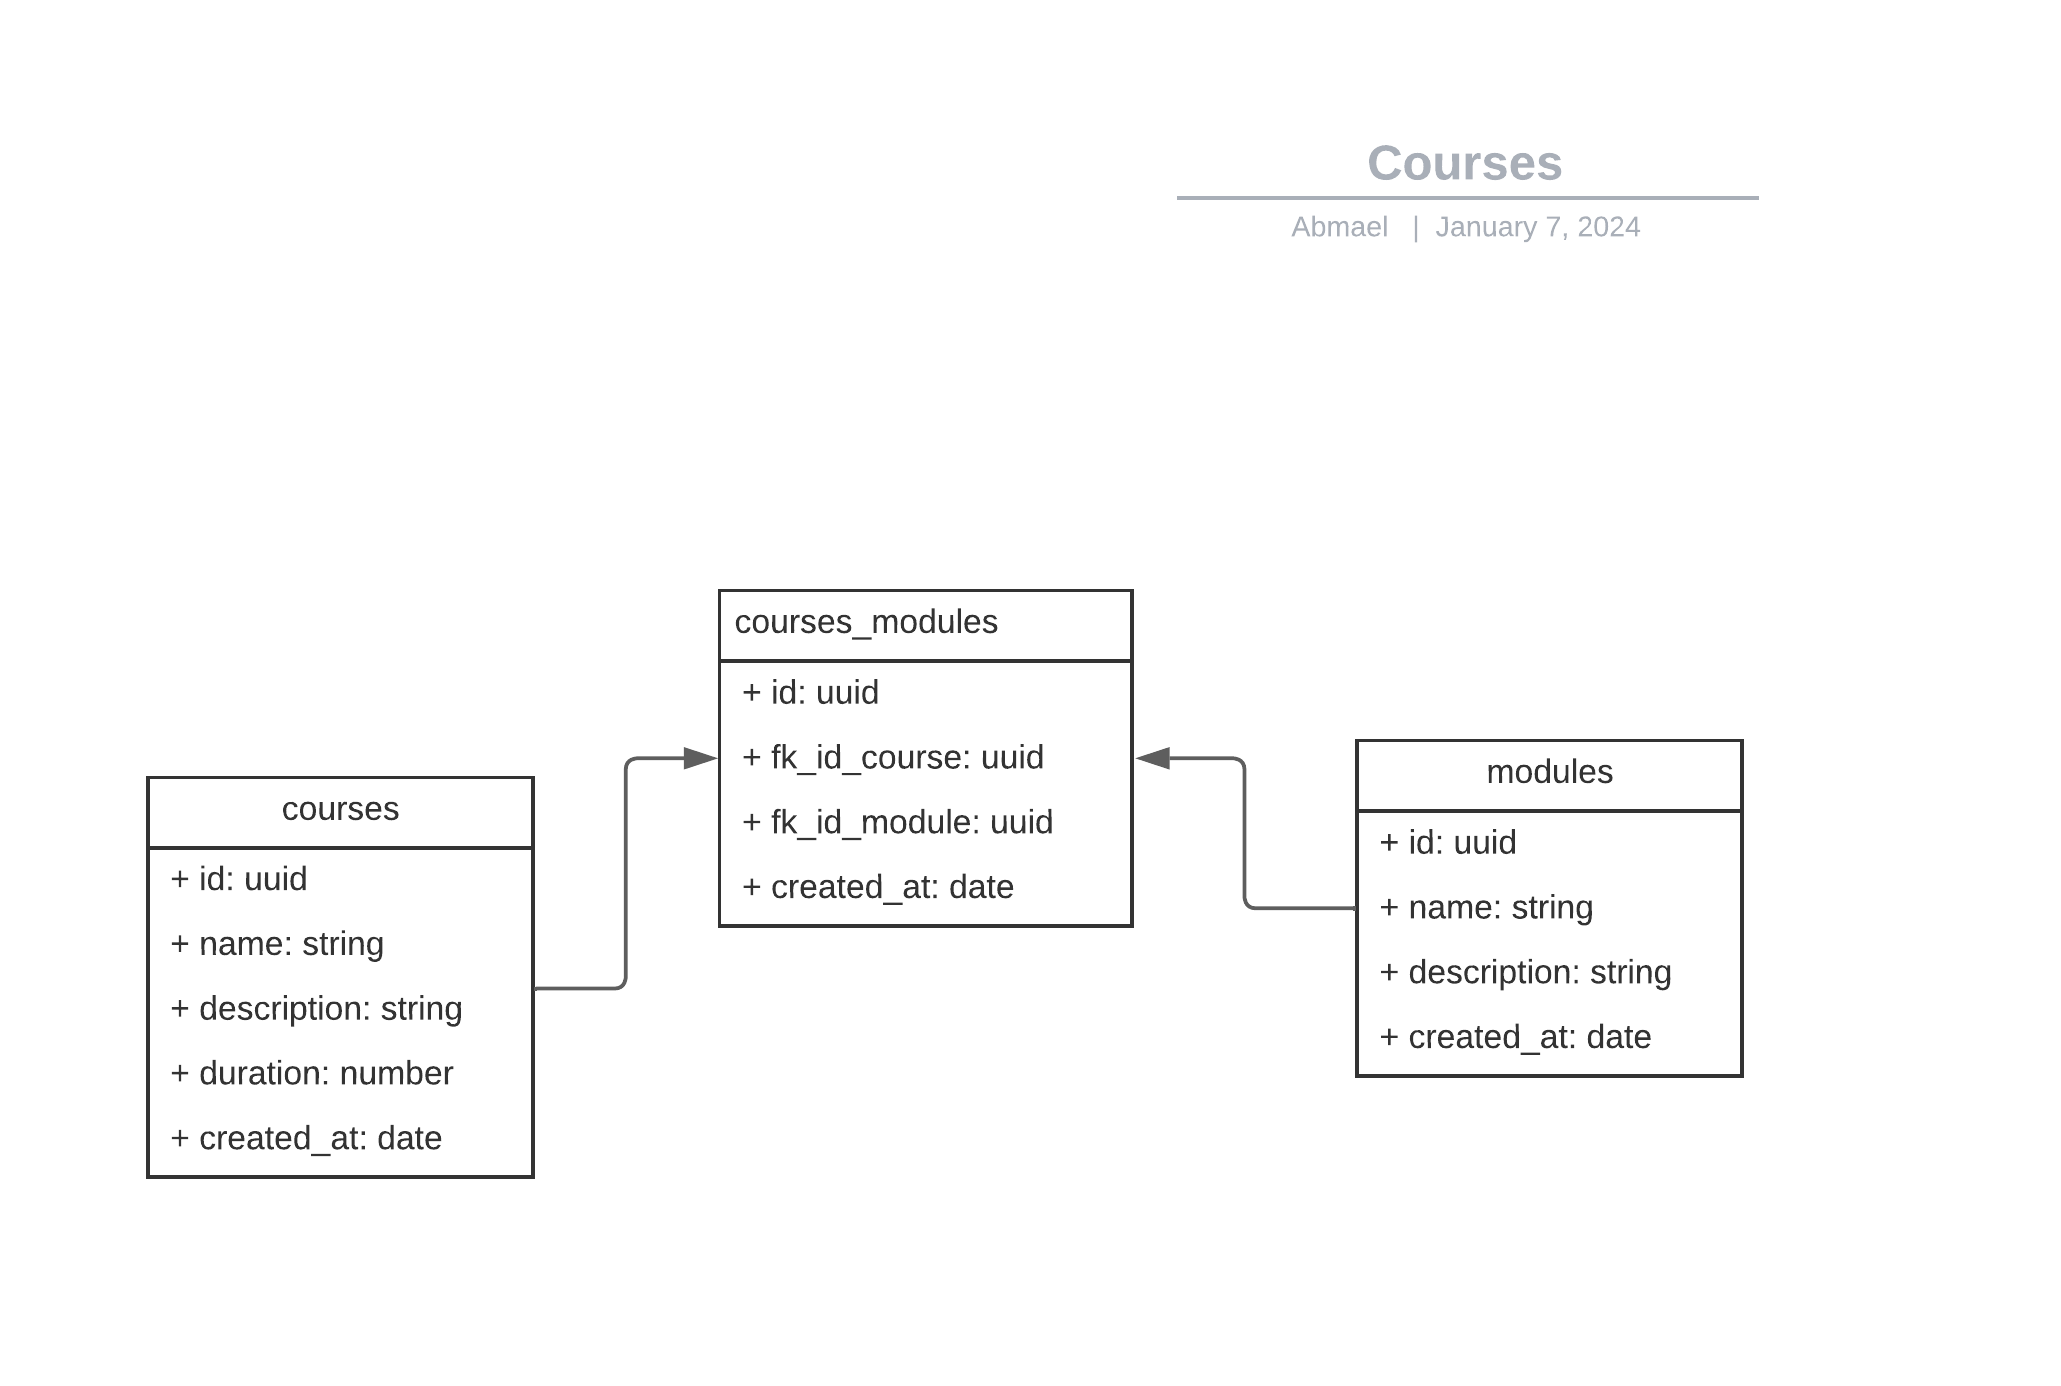 Courses
Abmael | January 7, 2024
courses_modules
+ id: uuid
+ fk_id_course: uuid
+ fk_id_module: uuid
+ created_at: date
courses
+ id: uuid
+ name: string
+ description: string
+ duration: number
+ created_at: date
modules
+ id: uuid
+ name: string
+ description: string
+ created_at: date